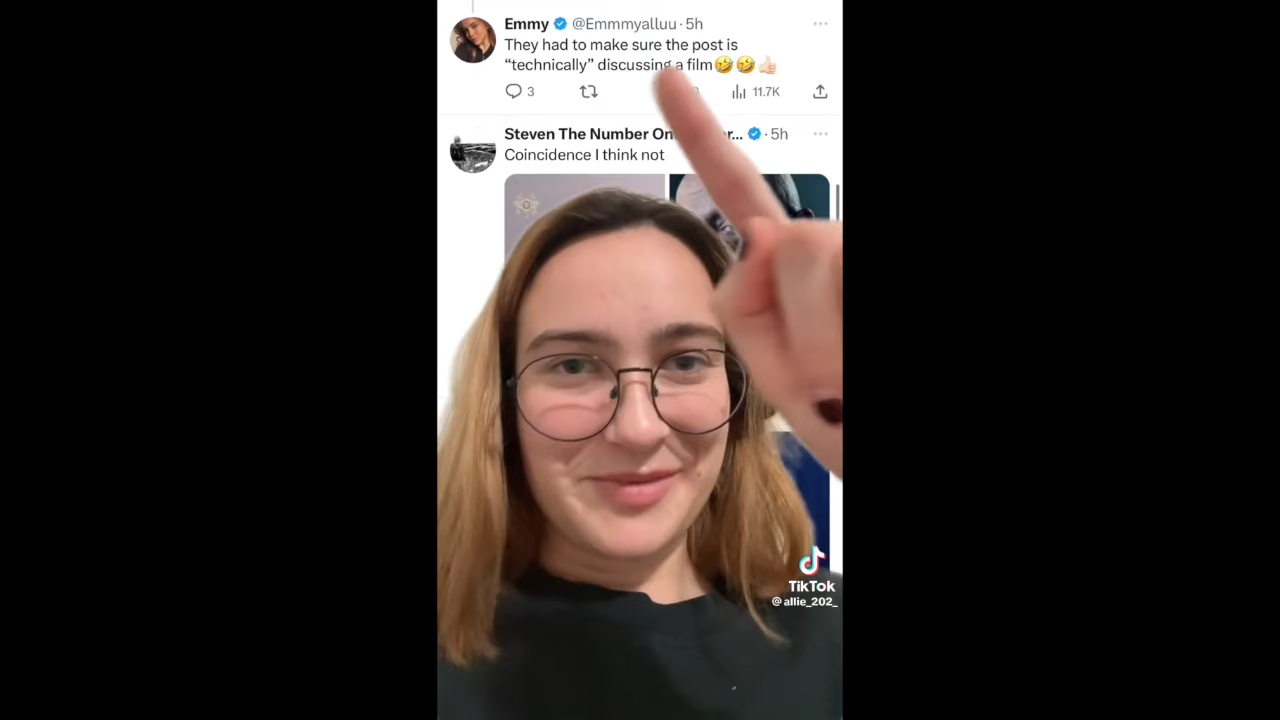 Emmy @Emmmyalluu · 5h
They had to make sure the post is
“technically” discussing a film🤣🤣👍🏻
3 11.7K
Steven The Number On ... · 5h
Coincidence I think not
TikTok
@allie_202_